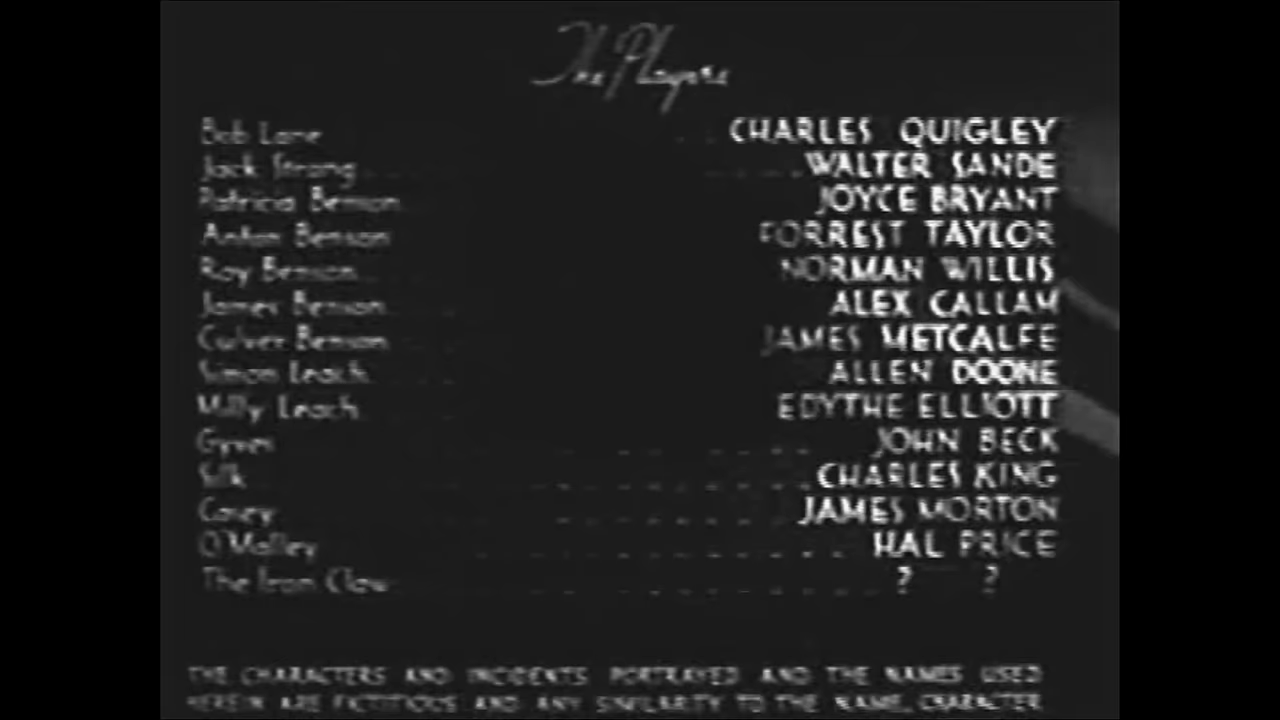 The Players
Bob Lane CHARLES QUIGLEY
Jack Strong WALTER SANDE
Patricia Benson JOYCE BRYANT
Anton Benson FORREST TAYLOR
Roy Benson NORMAN WILLIS
James Benson ALEX CALLAM
Culver Benson JAMES METCALFE
Simon Leach ALLEN DOONE
Milly Leach EDYTHE ELLIOTT
Gyves JOHN BECK
Silk CHARLES KING
Casey JAMES MORTON
O'Malley HAL PRICE
The Iron Claw ? ?
THE CHARACTERS AND INCIDENTS PORTRAYED AND THE NAMES USED
HEREIN ARE FICTITIOUS AND ANY SIMILARITY TO THE NAME, CHARACTER